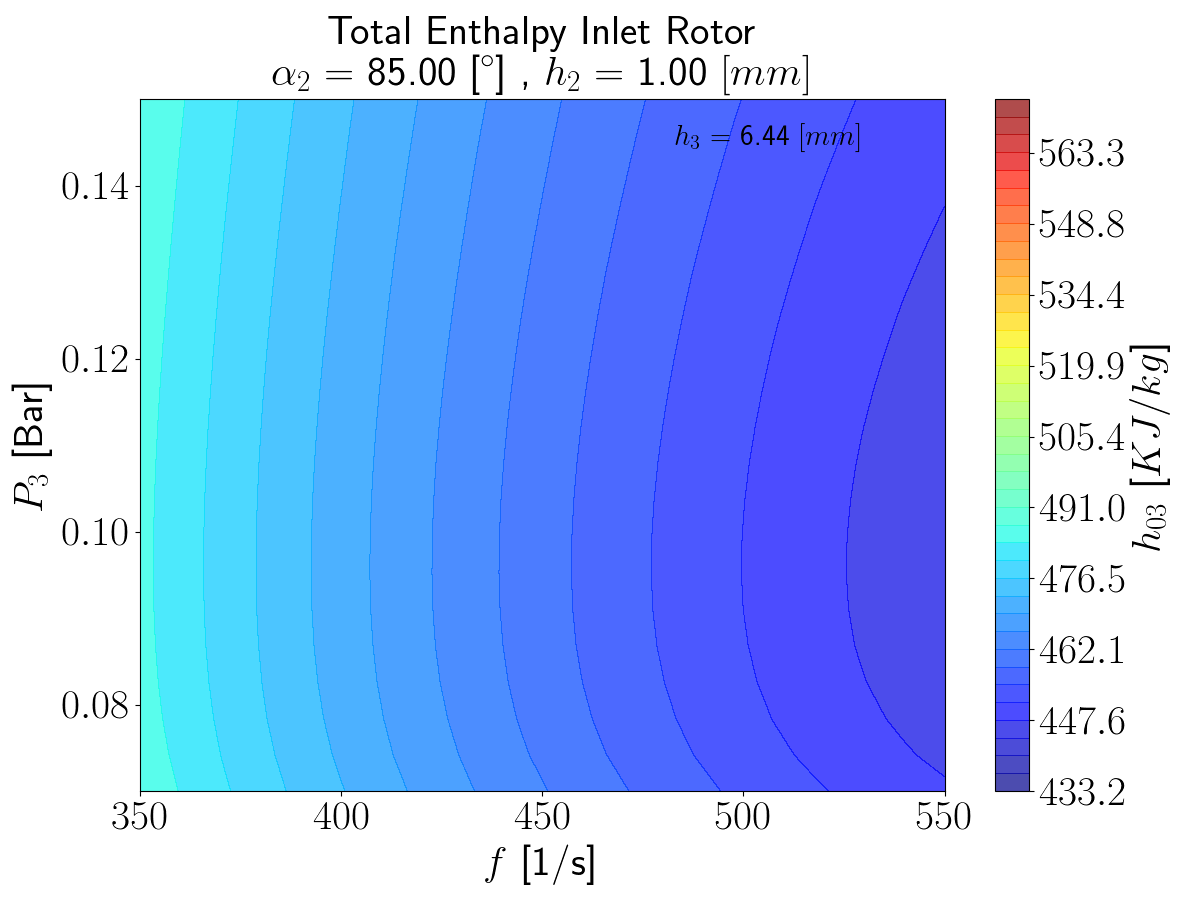 Total Enthalpy Inlet Rotor
α₂ = 85.00 [°] , h₂ = 1.00 [mm]
h₃ = 6.44 [mm]
0.14
0.12
0.10
0.08
P₃ [Bar]
350 400 450 500 550
f [1/s]
563.3
548.8
534.4
519.9
505.4
491.0
476.5
462.1
447.6
433.2
h₀₃ [KJ/kg]